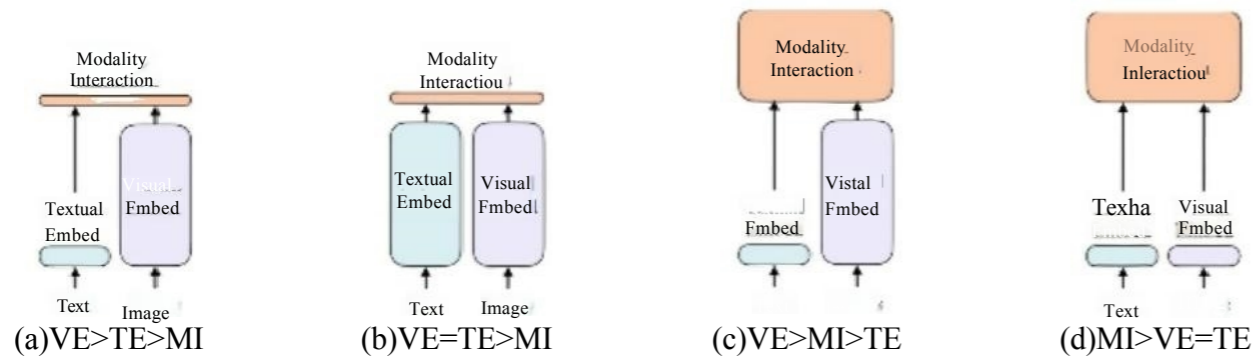 Modality
Interaction
Textual
Embed
Visual
Fmbed
Text
Image
(a)VE>TE>MI
Modality
Interactiou
Textual
Embed
Visual
Fmbed
Text
Image
(b)VE=TE>MI
Modality
Interaction
Fmbed
Vistal
Fmbed
(c)VE>MI>TE
Modality
Inleractiou
Texha
Visual
Fmbed
Text
(d)MI>VE=TE